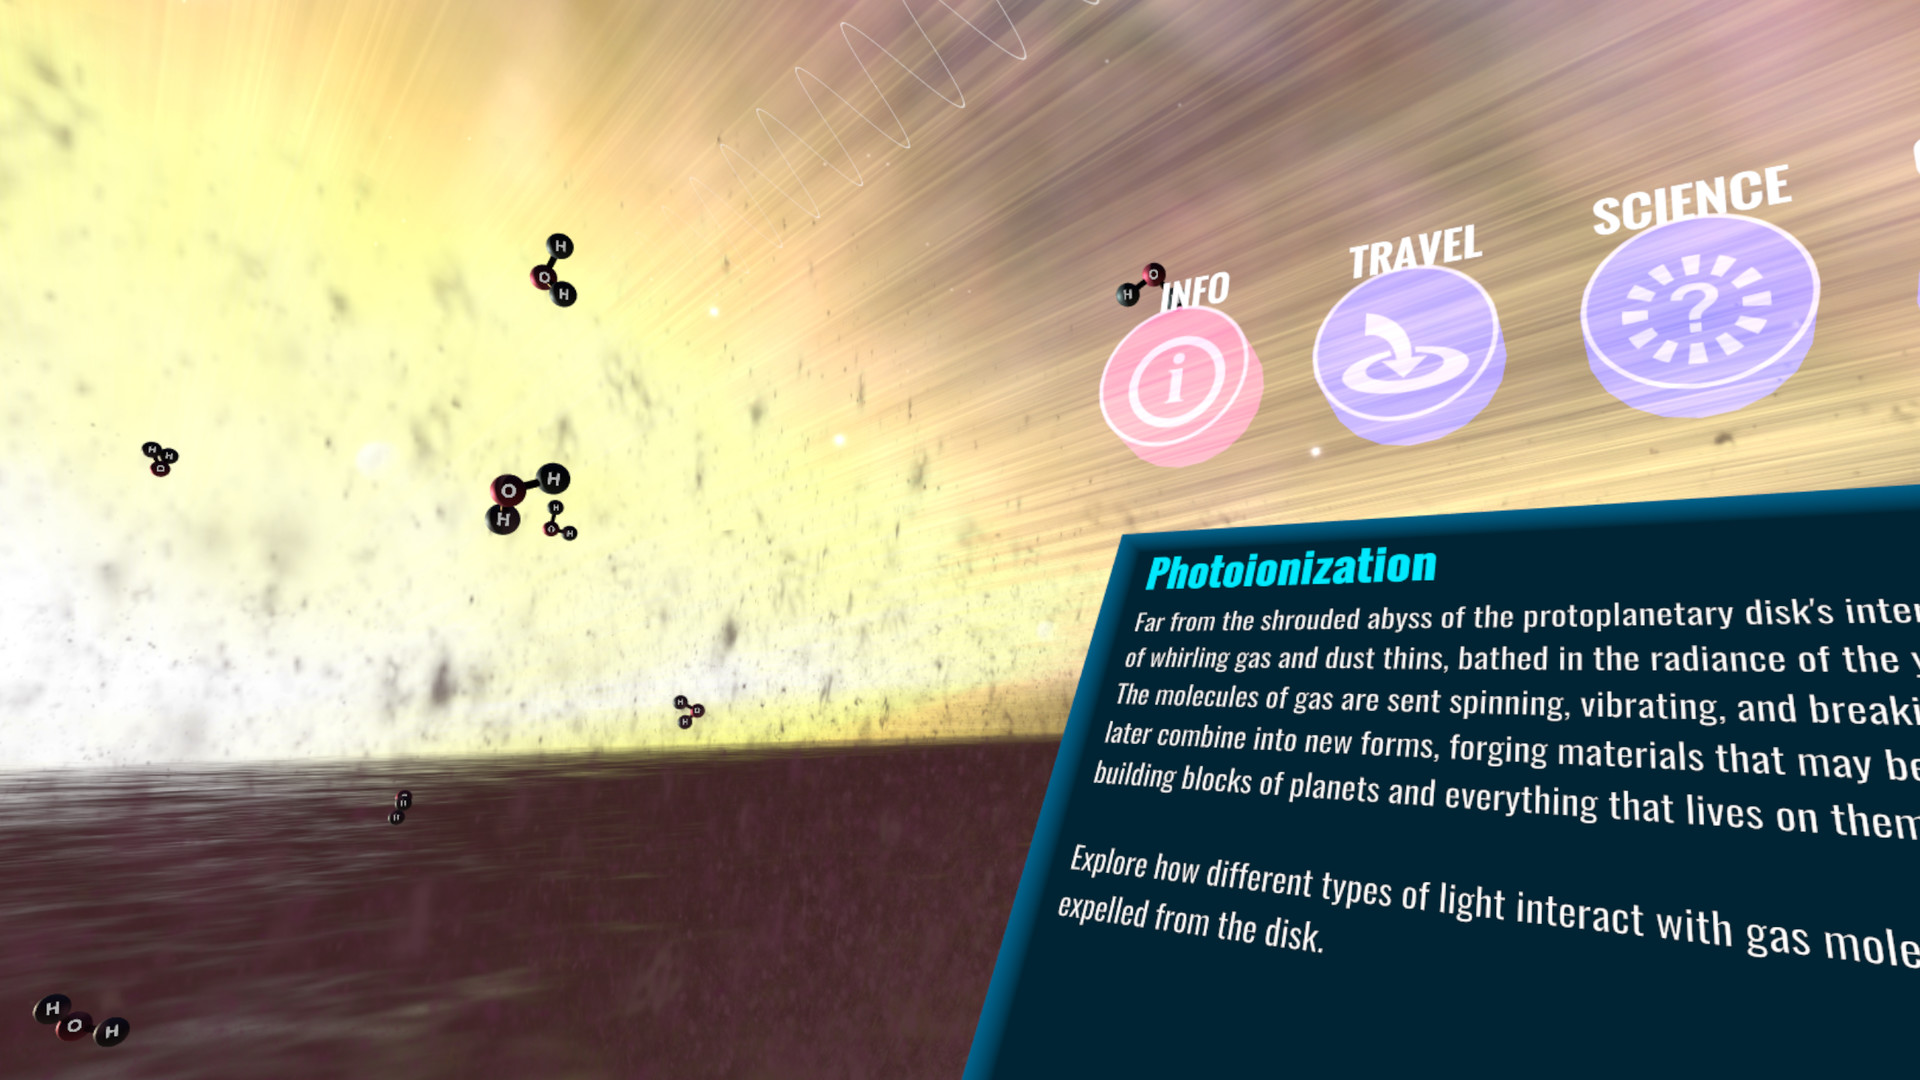 SCIENCE
TRAVEL
INFO
i
?
H
O
H
H
O
H
H
O
O
H
H
H
O
H
H
H
O
H
H
H
H
O
H
Photoionization
Far from the shrouded abyss of the protoplanetary disk's
of whirling gas and dust thins, bathed in the radiance of the
The molecules of gas are sent spinning, vibrating, and
later combine into new forms, forging materials that may
building blocks of planets and everything that lives on
Explore how different types of light interact with gas
expelled from the disk.